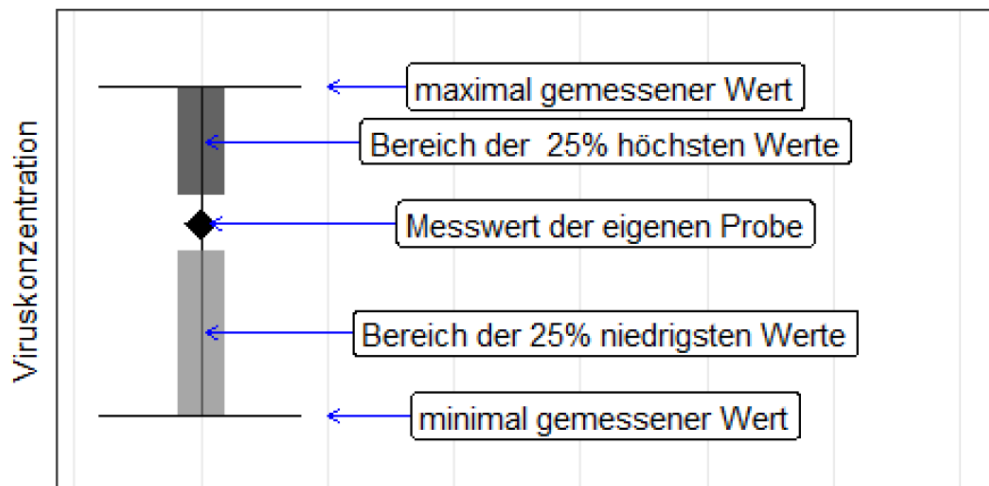 Viruskonzentration
maximal gemessener Wert
Bereich der  25% höchsten Werte
Messwert der eigenen Probe
Bereich der 25% niedrigsten Werte
minimal gemessener Wert